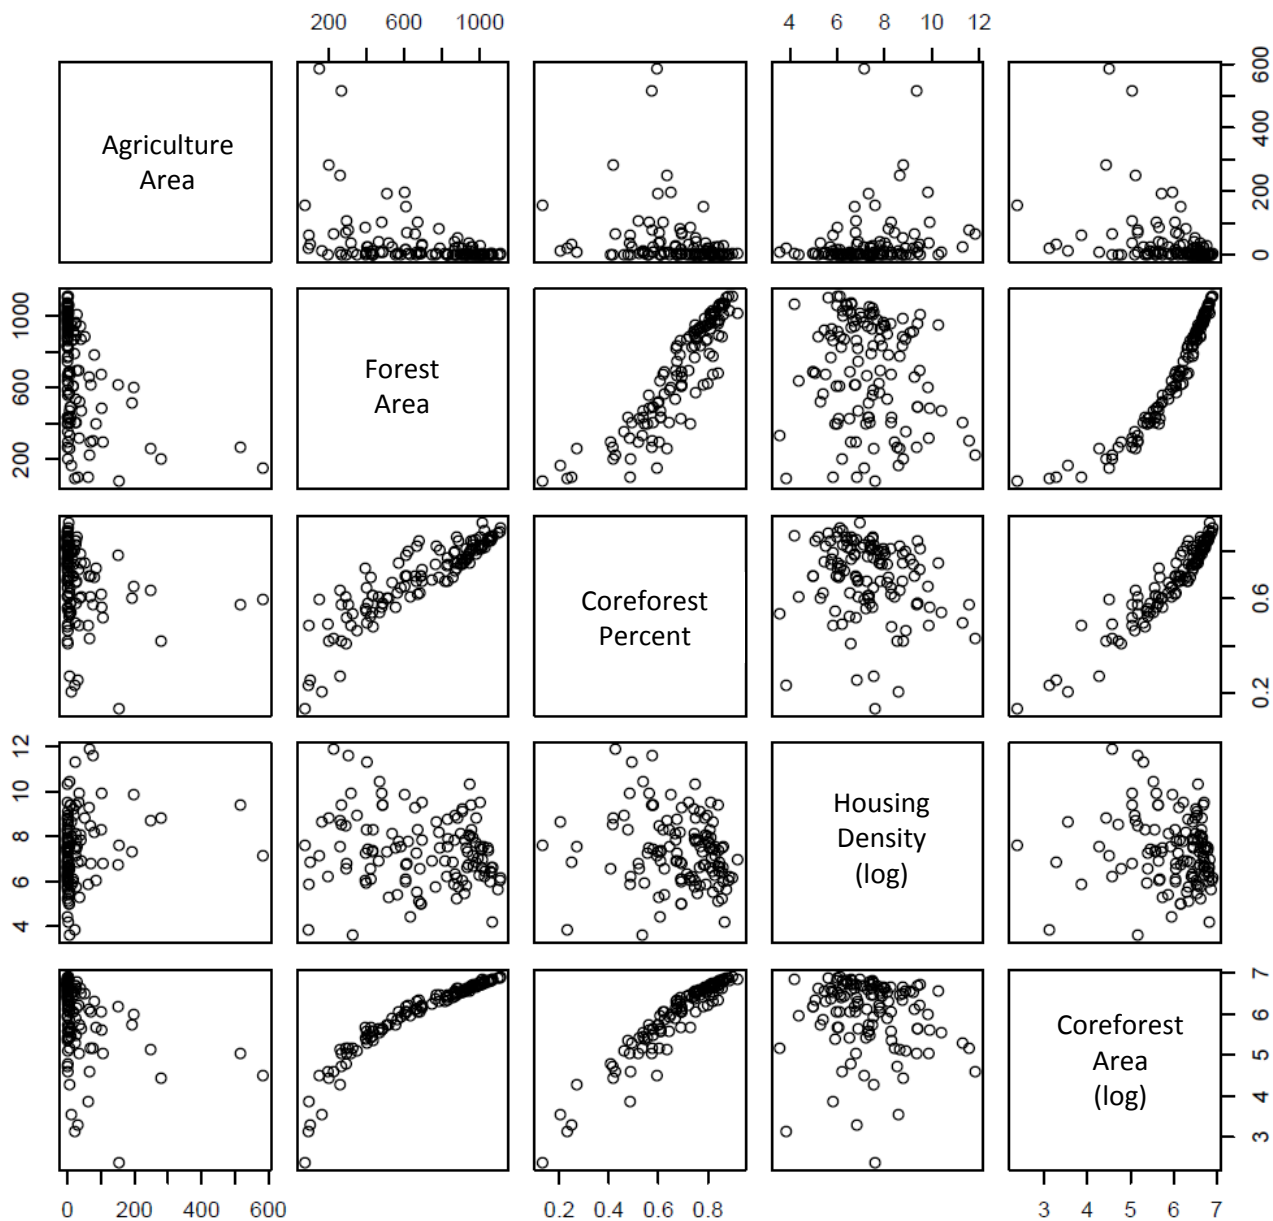 200 600 1000 4 6 8 10 12
Agriculture
Area
0 200 400 600
Forest
Area
200 600 1000
Coreforest
Percent
0.2 0.6
Housing
Density
(log)
4 6 8 10 12
Coreforest
Area
(log)
3 4 5 6 7
0 200 400 600 0.2 0.4 0.6 0.8 3 4 5 6 7